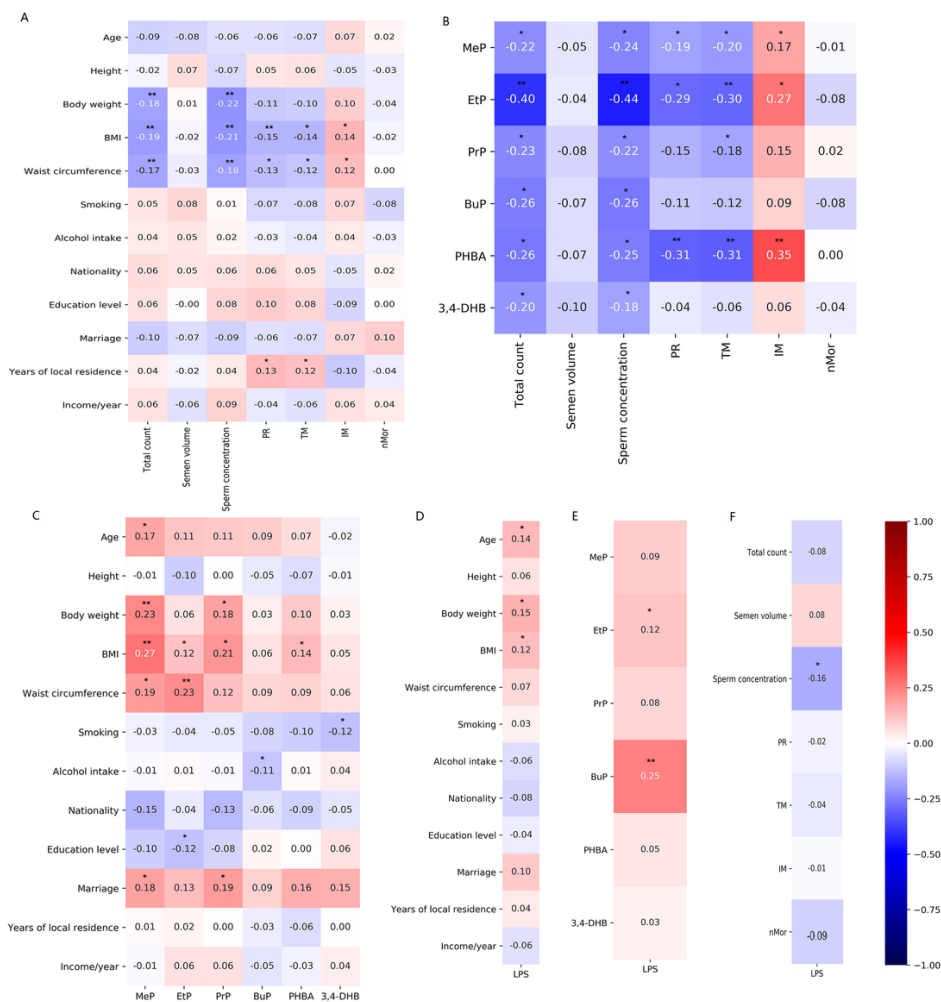 A
Age -0.09 -0.08 -0.06 -0.06 -0.07 0.07 0.02
Height -0.02 0.07 -0.07 0.05 0.06 -0.05 -0.03
** **
Body weight -0.18 0.01 -0.22 -0.11 -0.10 0.10 -0.04
** ** ** * *
BMI -0.19 -0.02 -0.21 -0.15 -0.14 0.14 -0.02
** ** * * *
Waist circumference -0.17 -0.03 -0.18 -0.13 -0.12 0.12 0.00
Smoking 0.05 0.08 0.01 -0.07 -0.08 0.07 -0.08
Alcohol intake 0.04 0.05 0.02 -0.03 -0.04 0.04 -0.03
Nationality 0.06 0.05 0.06 0.06 0.05 -0.05 0.02
Education level 0.06 -0.00 0.08 0.10 0.08 -0.09 0.00
Marriage -0.10 -0.07 -0.09 -0.06 -0.07 0.07 0.10
* *
Years of local residence 0.04 -0.02 0.04 0.13 0.12 -0.10 -0.04
Income/year 0.06 -0.06 0.09 -0.04 -0.06 0.06 0.04
Total count Semen volume Sperm concentration PR TM IM nMor
B
* * * * *
MeP -0.22 -0.05 -0.24 -0.19 -0.20 0.17 -0.01
** ** * ** *
EtP -0.40 -0.04 -0.44 -0.29 -0.30 0.27 -0.08
* * *
PrP -0.23 -0.08 -0.22 -0.15 -0.18 0.15 0.02
* *
BuP -0.26 -0.07 -0.26 -0.11 -0.12 0.09 -0.08
* * ** ** **
PHBA -0.26 -0.07 -0.25 -0.31 -0.31 0.35 0.00
* *
3,4-DHB -0.20 -0.10 -0.18 -0.04 -0.06 0.06 -0.04
Total count Semen volume Sperm concentration PR TM IM nMor
C
*
Age 0.17 0.11 0.11 0.09 0.07 -0.02
Height -0.01 -0.10 0.00 -0.05 -0.07 -0.01
** *
Body weight 0.23 0.06 0.18 0.03 0.10 0.03
** * * *
BMI 0.27 0.12 0.21 0.06 0.14 0.05
* **
Waist circumference 0.19 0.23 0.12 0.09 0.09 0.06
*
Smoking -0.03 -0.04 -0.05 -0.08 -0.10 -0.12
*
Alcohol intake -0.01 0.01 -0.01 -0.11 0.01 0.04
Nationality -0.15 -0.04 -0.13 -0.06 -0.09 -0.05
*
Education level -0.10 -0.12 -0.08 0.02 0.00 0.06
* *
Marriage 0.18 0.13 0.19 0.09 0.16 0.15
Years of local residence 0.01 0.02 0.00 -0.03 -0.06 0.00
Income/year -0.01 0.06 0.06 -0.05 -0.03 0.04
MeP EtP PrP BuP PHBA 3,4-DHB
D
*
Age 0.14
Height 0.06
*
Body weight 0.15
*
BMI 0.12
Waist circumference 0.07
Smoking 0.03
Alcohol intake -0.06
Nationality -0.08
Education level -0.04
Marriage 0.10
Years of local residence 0.04
Income/year -0.06
LPS
E
MeP 0.09
*
EtP 0.12
PrP 0.08
**
BuP 0.25
PHBA 0.05
3,4-DHB 0.03
LPS
F
Total count -0.08
Semen volume 0.08
*
Sperm concentration -0.16
PR -0.02
TM -0.04
IM -0.01
nMor -0.09
LPS
1.00
0.75
0.50
0.25
0.00
−0.25
−0.50
−0.75
−1.00